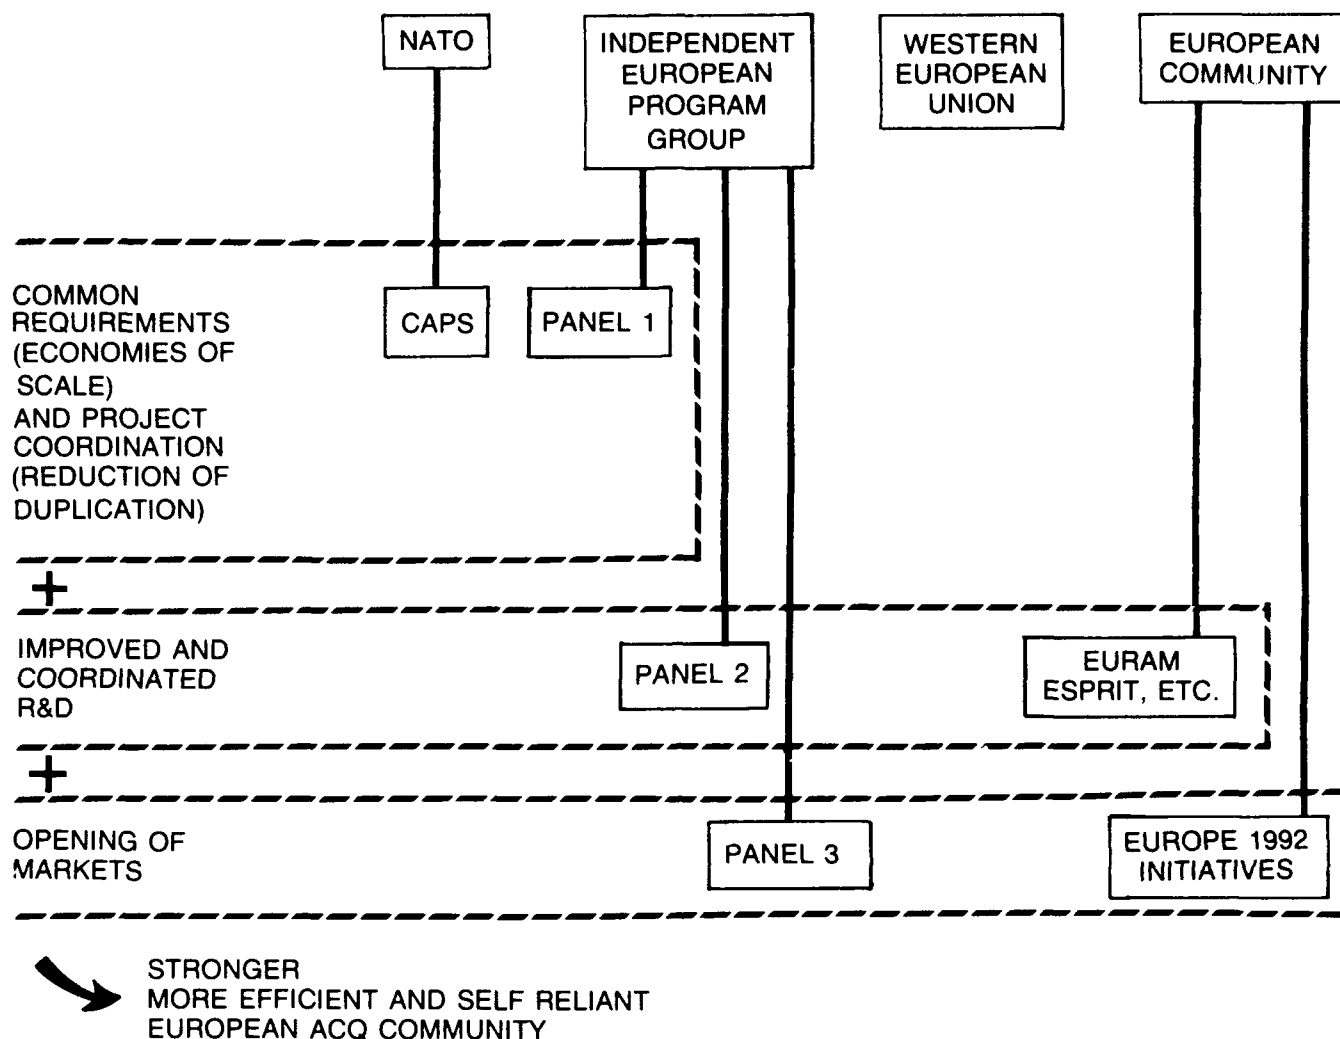 NATO
INDEPENDENT
EUROPEAN
PROGRAM
GROUP
WESTERN
EUROPEAN
UNION
EUROPEAN
COMMUNITY
COMMON
REQUIREMENTS
(ECONOMIES OF
SCALE)
AND PROJECT
COORDINATION
(REDUCTION OF
DUPLICATION)
CAPS
PANEL 1
+
IMPROVED AND
COORDINATED
R&D
PANEL 2
EURAM
ESPRIT, ETC.
+
OPENING OF
MARKETS
PANEL 3
EUROPE 1992
INITIATIVES
STRONGER
MORE EFFICIENT AND SELF RELIANT
EUROPEAN ACQ COMMUNITY